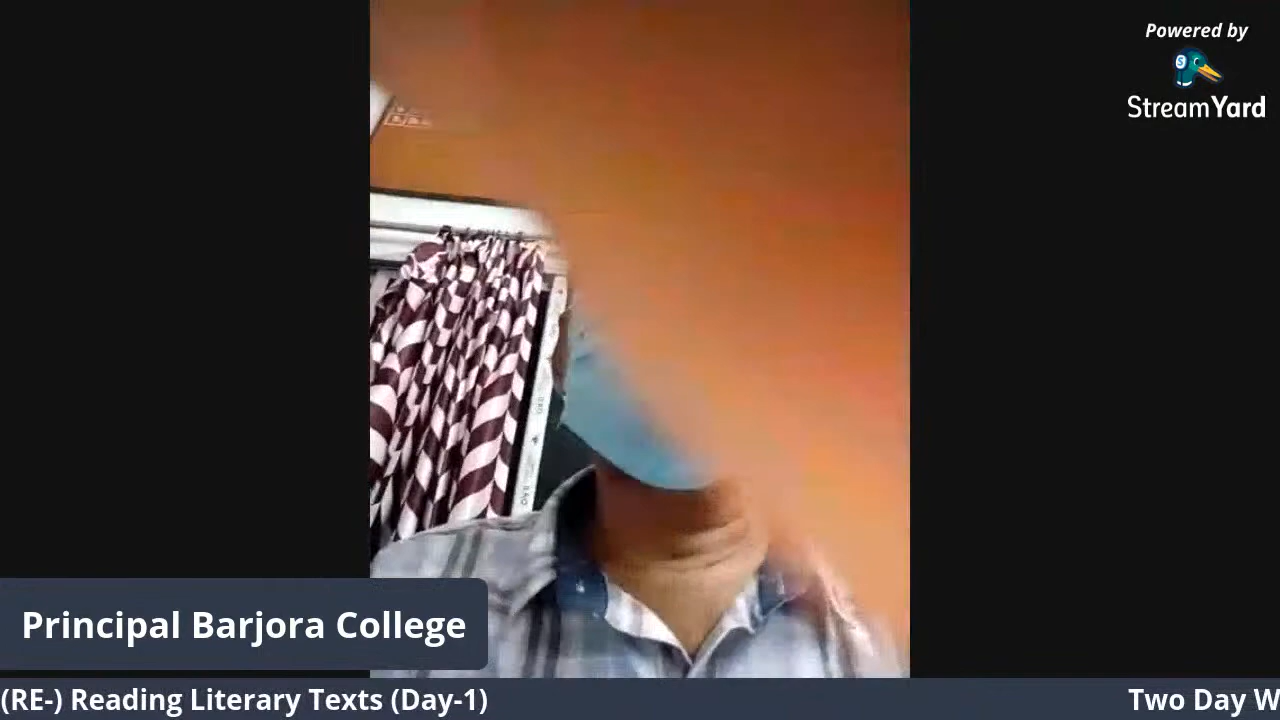 Powered by
StreamYard
Principal Barjora College
(RE-) Reading Literary Texts (Day-1)
Two Day W